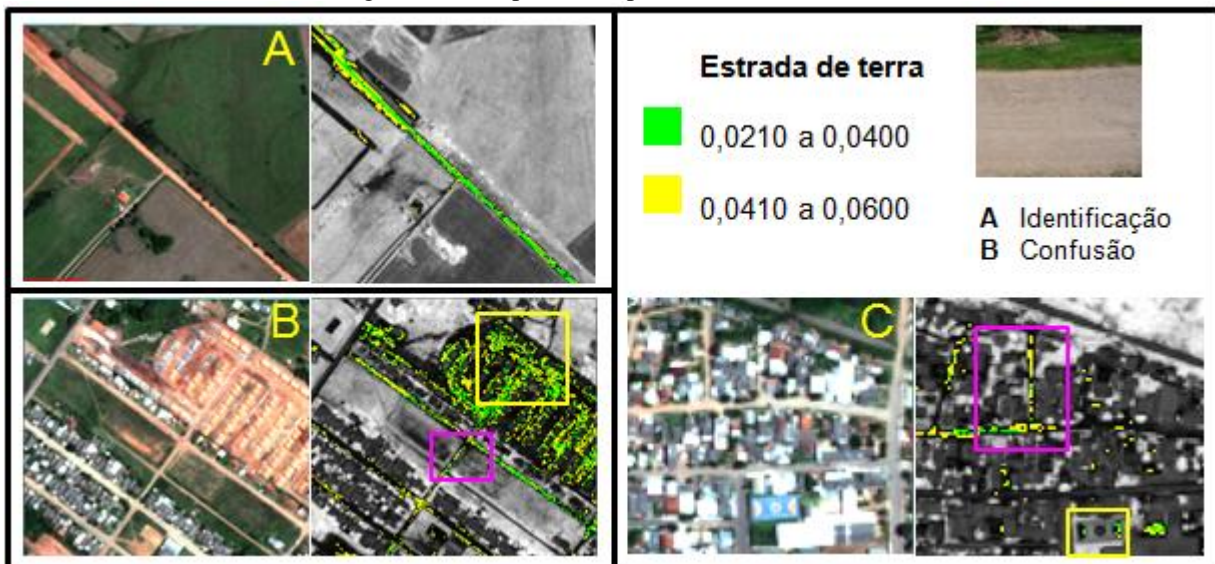 A
Estrada de terra
0,0210 a 0,0400
0,0410 a 0,0600
A Identificação
B Confusão
B
C